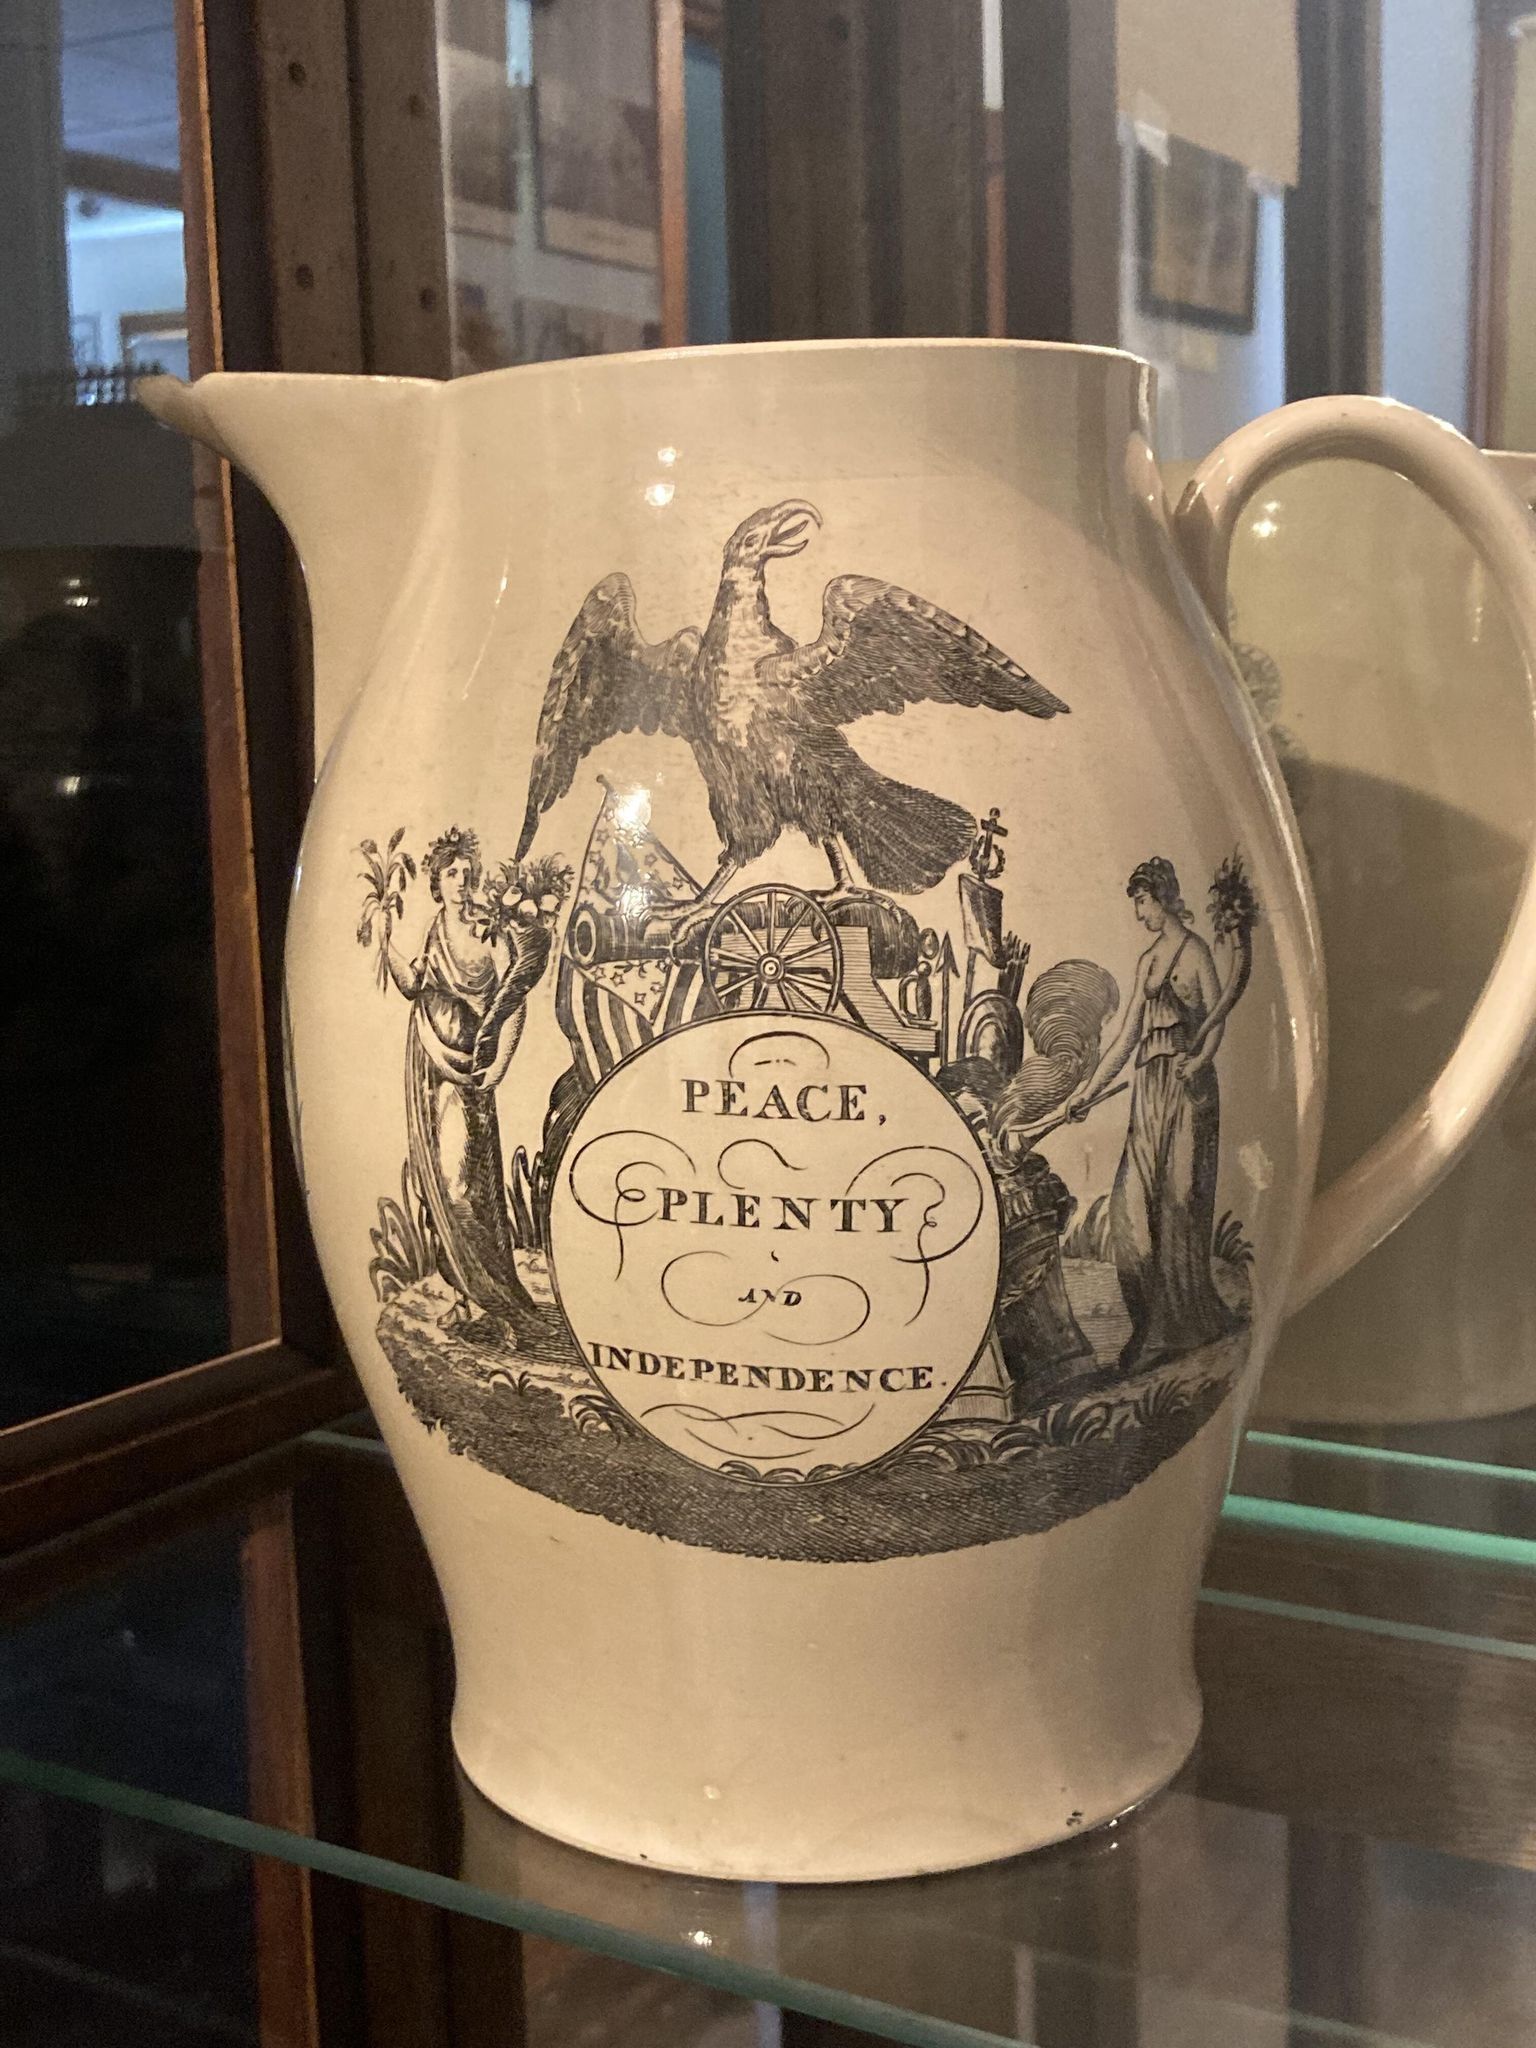 PEACE,
PLENTY
AND
INDEPENDENCE.